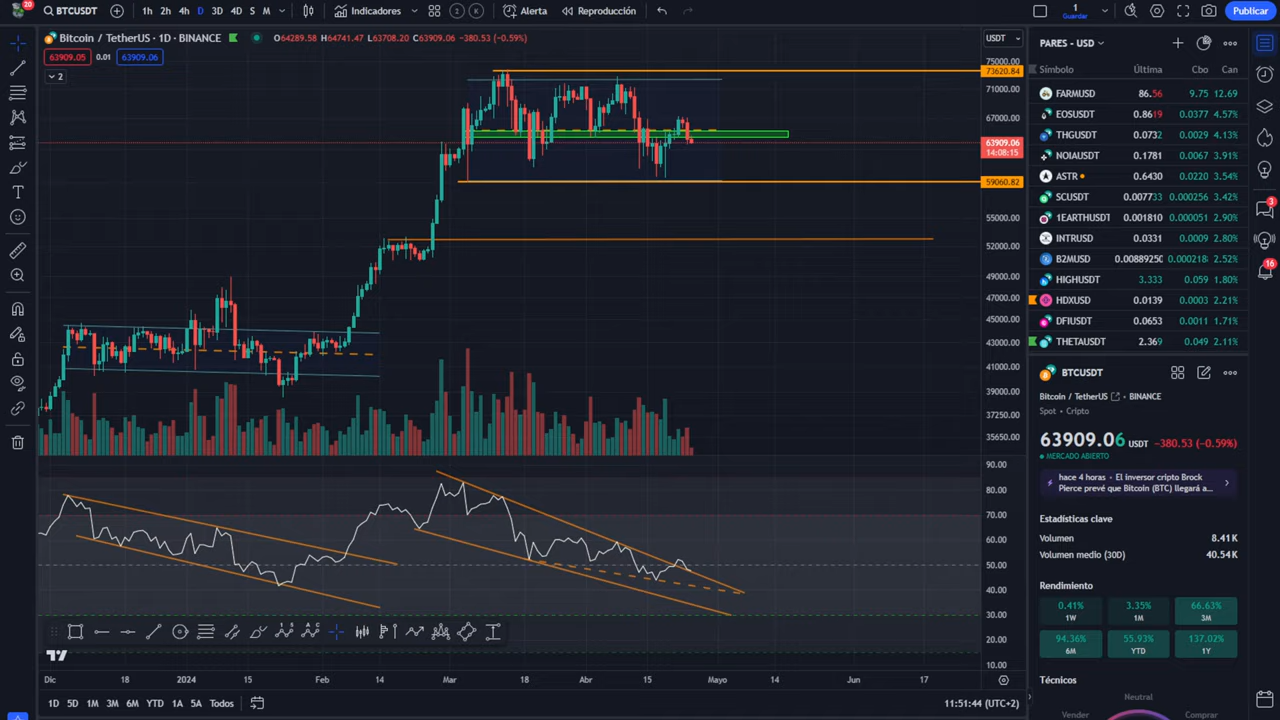 20
BTCUSDT
1h 2h 4h D 3D 4D S M
Indicadores
2
K
Alerta
Reproducción
1
Guardar
Publicar
Bitcoin / TetherUS · 1D · BINANCE
O64289.58 H64741.47 L63708.20 C63909.06 −380.53 (−0.59%)
63909.05 0.01 63909.06
2
USDT
75000.00
73620.84
71000.00
67000.00
63909.06
14:08:15
59060.82
55000.00
52000.00
49000.00
47000.00
45000.00
43000.00
41000.00
39000.00
37250.00
35650.00
90.00
80.00
70.00
60.00
50.00
40.00
30.00
20.00
10.00
Dic 18 2024 15 Feb 14 Mar 18 Abr 15 Mayo 14 Jun 17
1D 5D 1M 3M 6M YTD 1A 5A Todos
11:51:44 (UTC+2)
PARES - USD
Símbolo Última Cbo Can
FARMUSD 86.56 9.75 12.69
EOSUSDT 0.8619 0.0377 4.57%
THGUSDT 0.0732 0.0029 4.13%
NOIAUSDT 0.1781 0.0067 3.91%
ASTR 0.6430 0.0220 3.54%
SCUSDT 0.007733 0.000256 3.42%
1EARTHUSDT 0.001810 0.000051 2.90%
INTRUSD 0.0331 0.0009 2.80%
B2MUSD 0.0088925C 0.000218 2.52%
HIGHUSDT 3.333 0.059 1.80%
HDXUSD 0.0139 0.0003 2.21%
DFIUSDT 0.0653 0.0011 1.71%
THETAUSDT 2.369 0.049 2.11%
BTCUSDT
Bitcoin / TetherUS · BINANCE
Spot • Cripto
63909.06 USDT −380.53 (−0.59%)
MERCADO ABIERTO
hace 4 horas • El inversor cripto Brock
Pierce prevé que Bitcoin (BTC) llegará a...
Estadísticas clave
Volumen 8.41K
Volumen medio (30D) 40.54K
Rendimiento
0.41% 3.35% 66.63%
1W 1M 3M
94.36% 55.93% 137.02%
6M YTD 1Y
Técnicos
Neutral
Vender Comprar
3
16